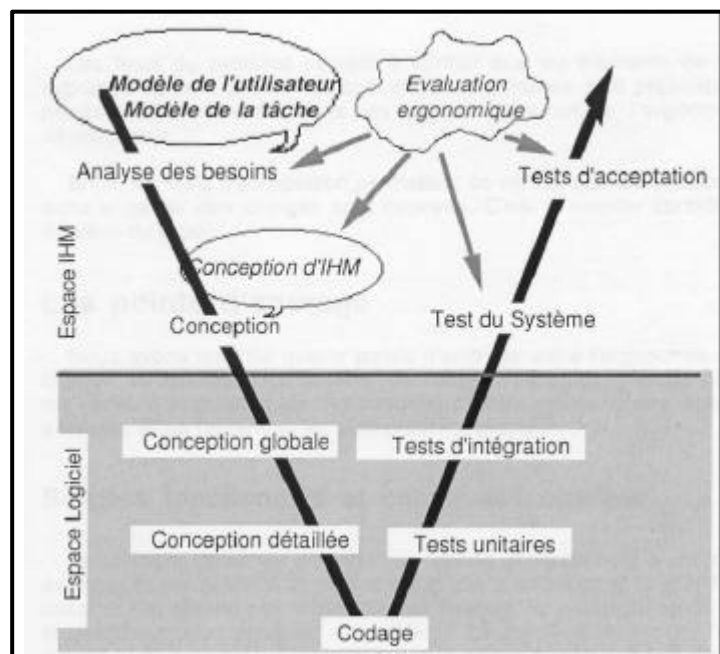 Modèle de l'utilisateur
Modèle de la tâche
Evaluation
ergonomique
Analyse des besoins
Tests d'acceptation
Conception d'IHM
Espace IHM
Conception
Test du Système
Conception globale
Tests d'intégration
Espace Logiciel
Conception détaillée
Tests unitaires
Codage